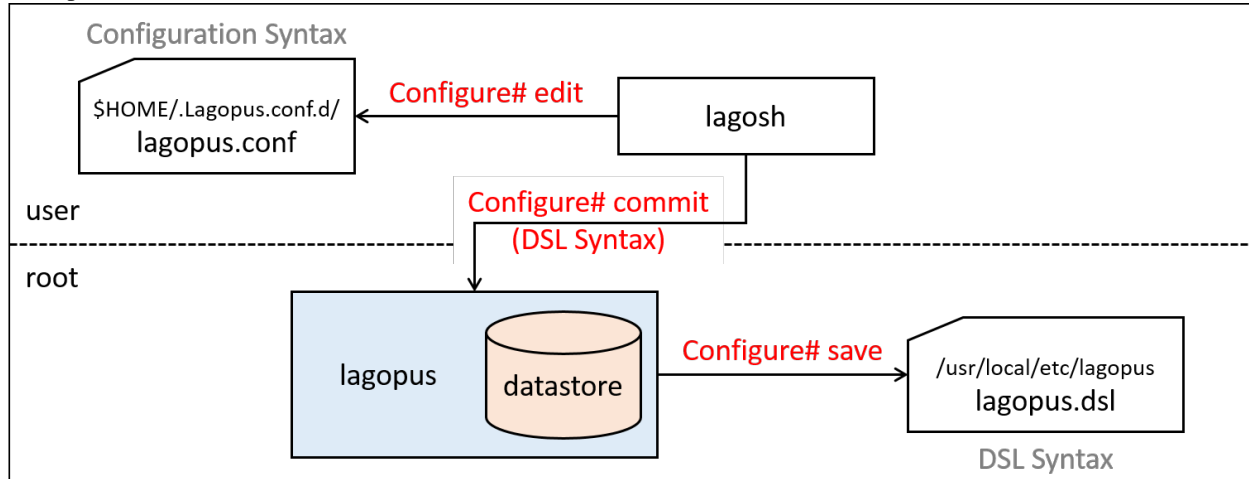 Configuration Syntax
$HOME/.Lagopus.conf.d/
lagopus.conf
Configure# edit
lagosh
Configure# commit
(DSL Syntax)
user
root
lagopus
datastore
Configure# save
/usr/local/etc/lagopus
lagopus.dsl
DSL Syntax